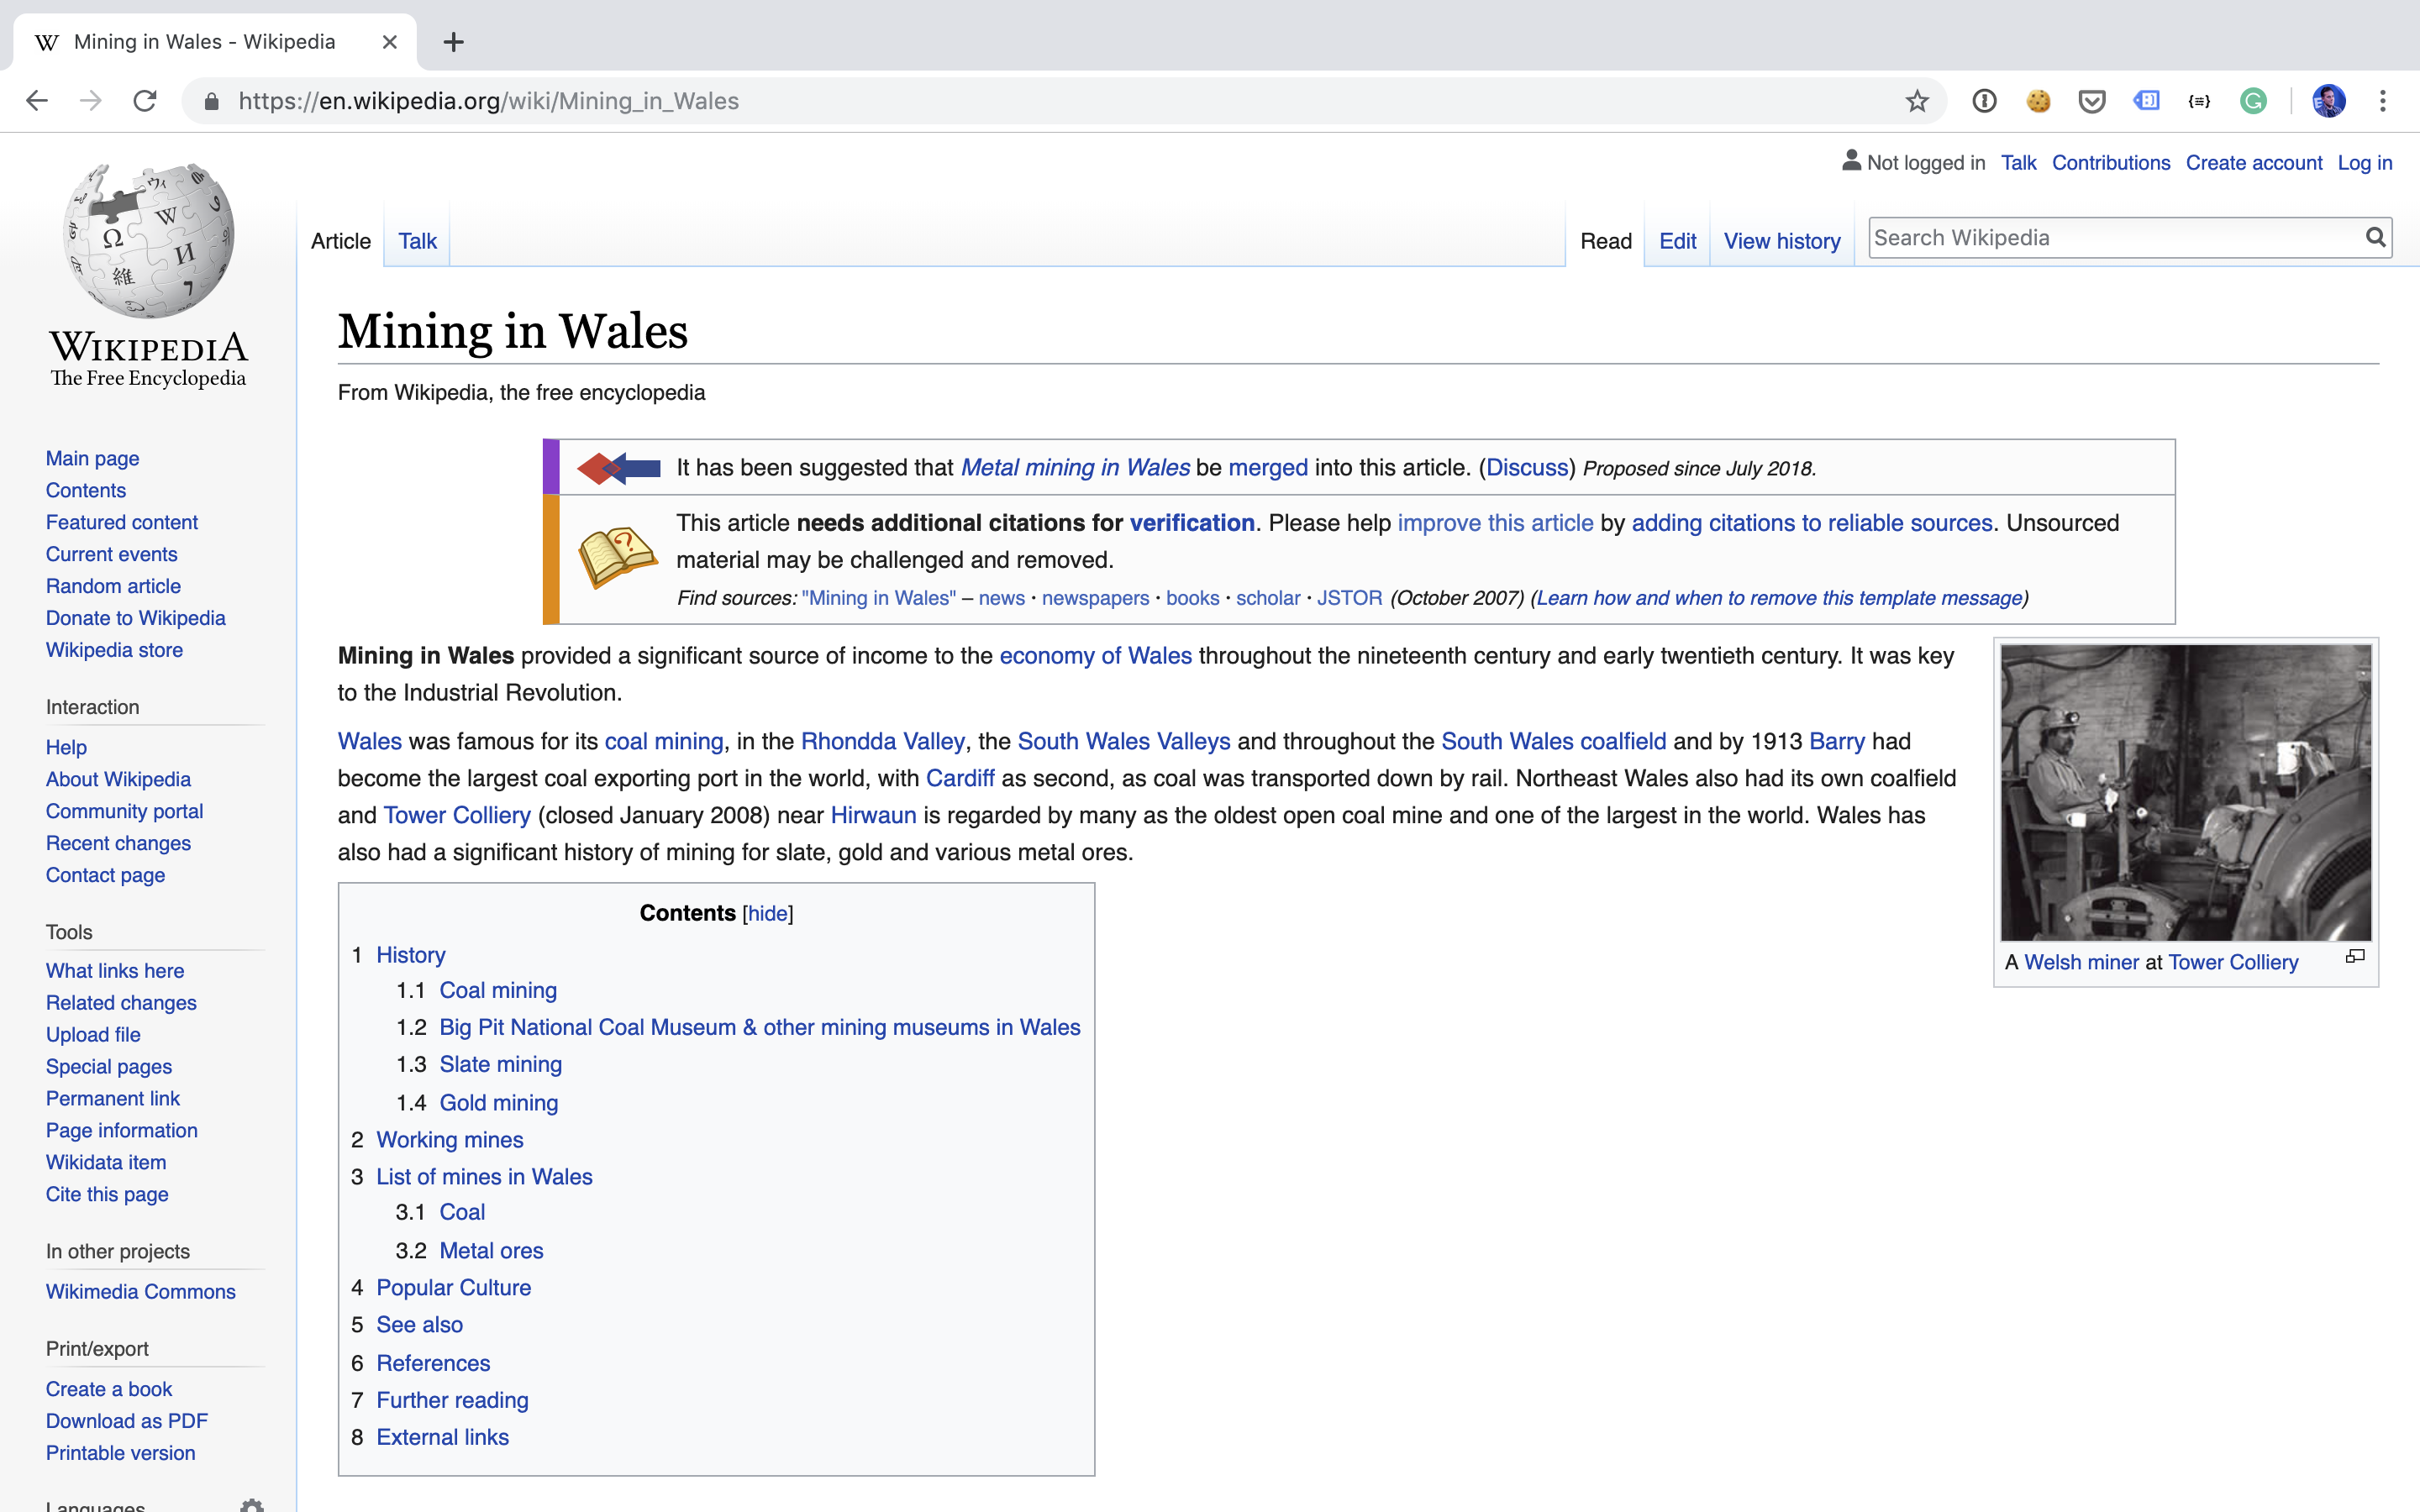 Mining in Wales - Wikipedia
https://en.wikipedia.org/wiki/Mining_in_Wales
Not logged in Talk Contributions Create account Log in
Article Talk Read Edit View history Search Wikipedia
WIKIPEDIA
The Free Encyclopedia
Main page
Contents
Featured content
Current events
Random article
Donate to Wikipedia
Wikipedia store
Interaction
Help
About Wikipedia
Community portal
Recent changes
Contact page
Tools
What links here
Related changes
Upload file
Special pages
Permanent link
Page information
Wikidata item
Cite this page
In other projects
Wikimedia Commons
Print/export
Create a book
Download as PDF
Printable version
Languages
Mining in Wales
From Wikipedia, the free encyclopedia
It has been suggested that Metal mining in Wales be merged into this article. (Discuss) Proposed since July 2018.
This article needs additional citations for verification. Please help improve this article by adding citations to reliable sources. Unsourced
material may be challenged and removed.
Find sources: "Mining in Wales" – news · newspapers · books · scholar · JSTOR (October 2007) (Learn how and when to remove this template message)
Mining in Wales provided a significant source of income to the economy of Wales throughout the nineteenth century and early twentieth century. It was key
to the Industrial Revolution.
Wales was famous for its coal mining, in the Rhondda Valley, the South Wales Valleys and throughout the South Wales coalfield and by 1913 Barry had
become the largest coal exporting port in the world, with Cardiff as second, as coal was transported down by rail. Northeast Wales also had its own coalfield
and Tower Colliery (closed January 2008) near Hirwaun is regarded by many as the oldest open coal mine and one of the largest in the world. Wales has
also had a significant history of mining for slate, gold and various metal ores.
A Welsh miner at Tower Colliery
Contents [hide]
1 History
1.1 Coal mining
1.2 Big Pit National Coal Museum & other mining museums in Wales
1.3 Slate mining
1.4 Gold mining
2 Working mines
3 List of mines in Wales
3.1 Coal
3.2 Metal ores
4 Popular Culture
5 See also
6 References
7 Further reading
8 External links